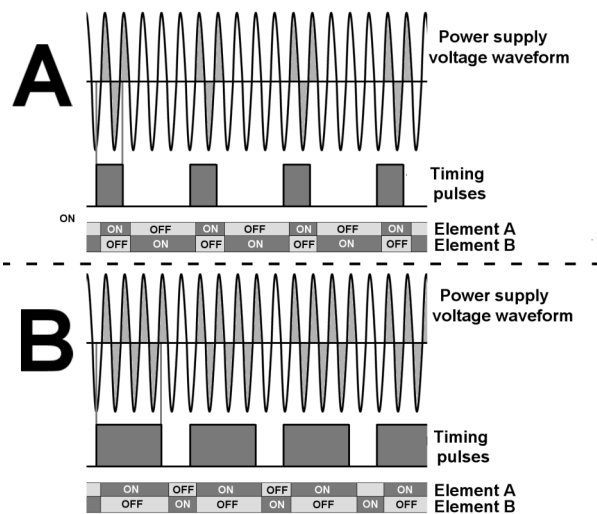 A
Power supply
voltage waveform
Timing
pulses
ON
ON OFF ON OFF ON OFF ON Element A
OFF ON OFF ON OFF ON OFF Element B
B
Power supply
voltage waveform
Timing
pulses
ON OFF ON OFF ON ON Element A
OFF ON OFF ON OFF ON OFF Element B